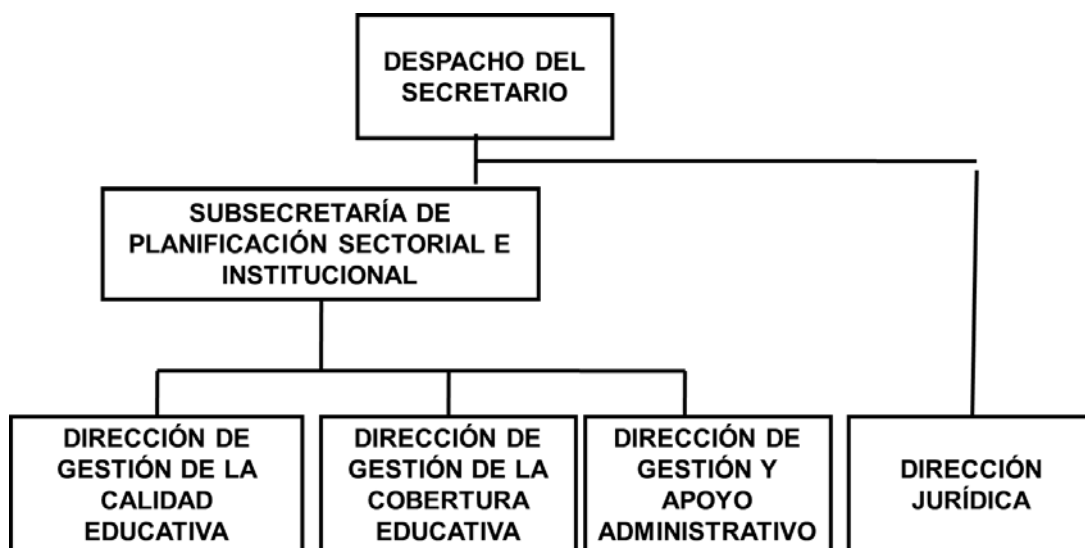 DESPACHO DEL
SECRETARIO
SUBSECRETARÍA DE
PLANIFICACIÓN SECTORIAL E
INSTITUCIONAL
DIRECCIÓN DE
GESTIÓN DE LA
CALIDAD
EDUCATIVA
DIRECCIÓN DE
GESTIÓN DE LA
COBERTURA
EDUCATIVA
DIRECCIÓN DE
GESTIÓN Y
APOYO
ADMINISTRATIVO
DIRECCIÓN
JURÍDICA